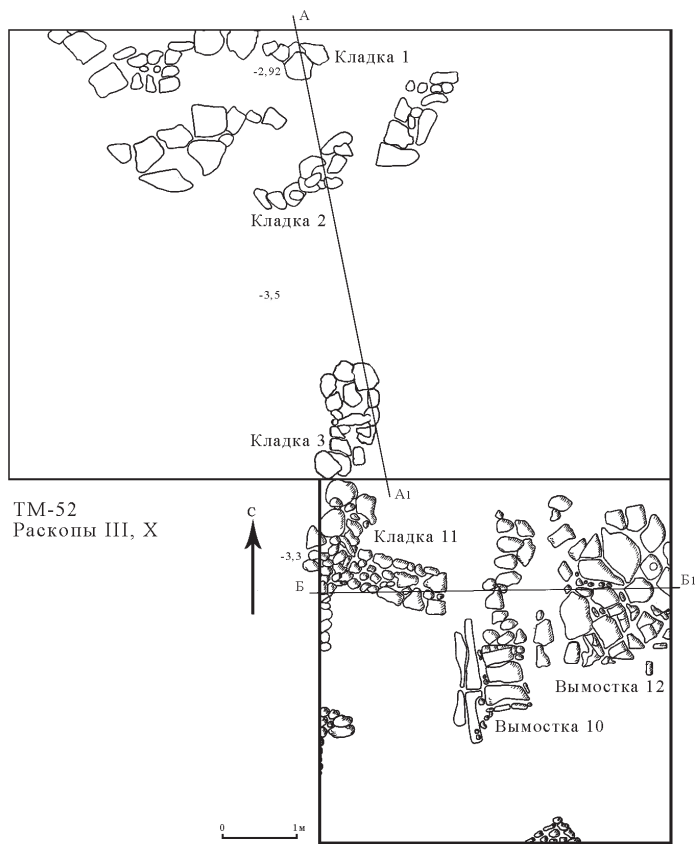 А
Кладка 1
-2,92
Кладка 2
-3,5
Кладка 3
А1
ТМ-52
Раскопы III, X
С
Кладка 11
-3,3
Б
Б1
Вымостка 12
Вымостка 10
0
1м